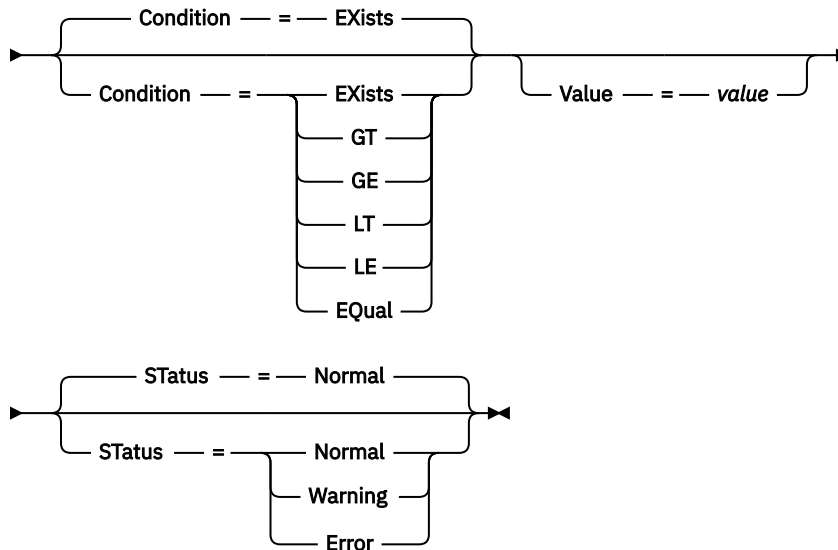 Condition = EXists
Condition = EXists
GT
GE
LT
LE
EQual
Value = value
STatus = Normal
STatus = Normal
Warning
Error